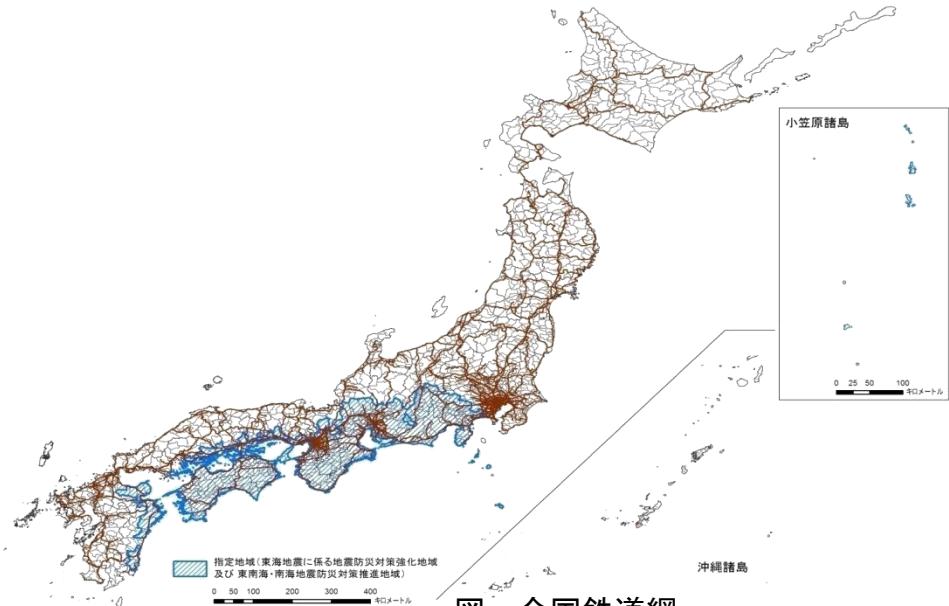 小笠原諸島
0 25 50 100
キロメートル
沖縄諸島
指定地域(東海地震に係る地震防災対策強化地域
及び 東南海・南海地震防災対策推進地域)
0 50 100 200 300 400
キロメートル
図 全国鉄道網